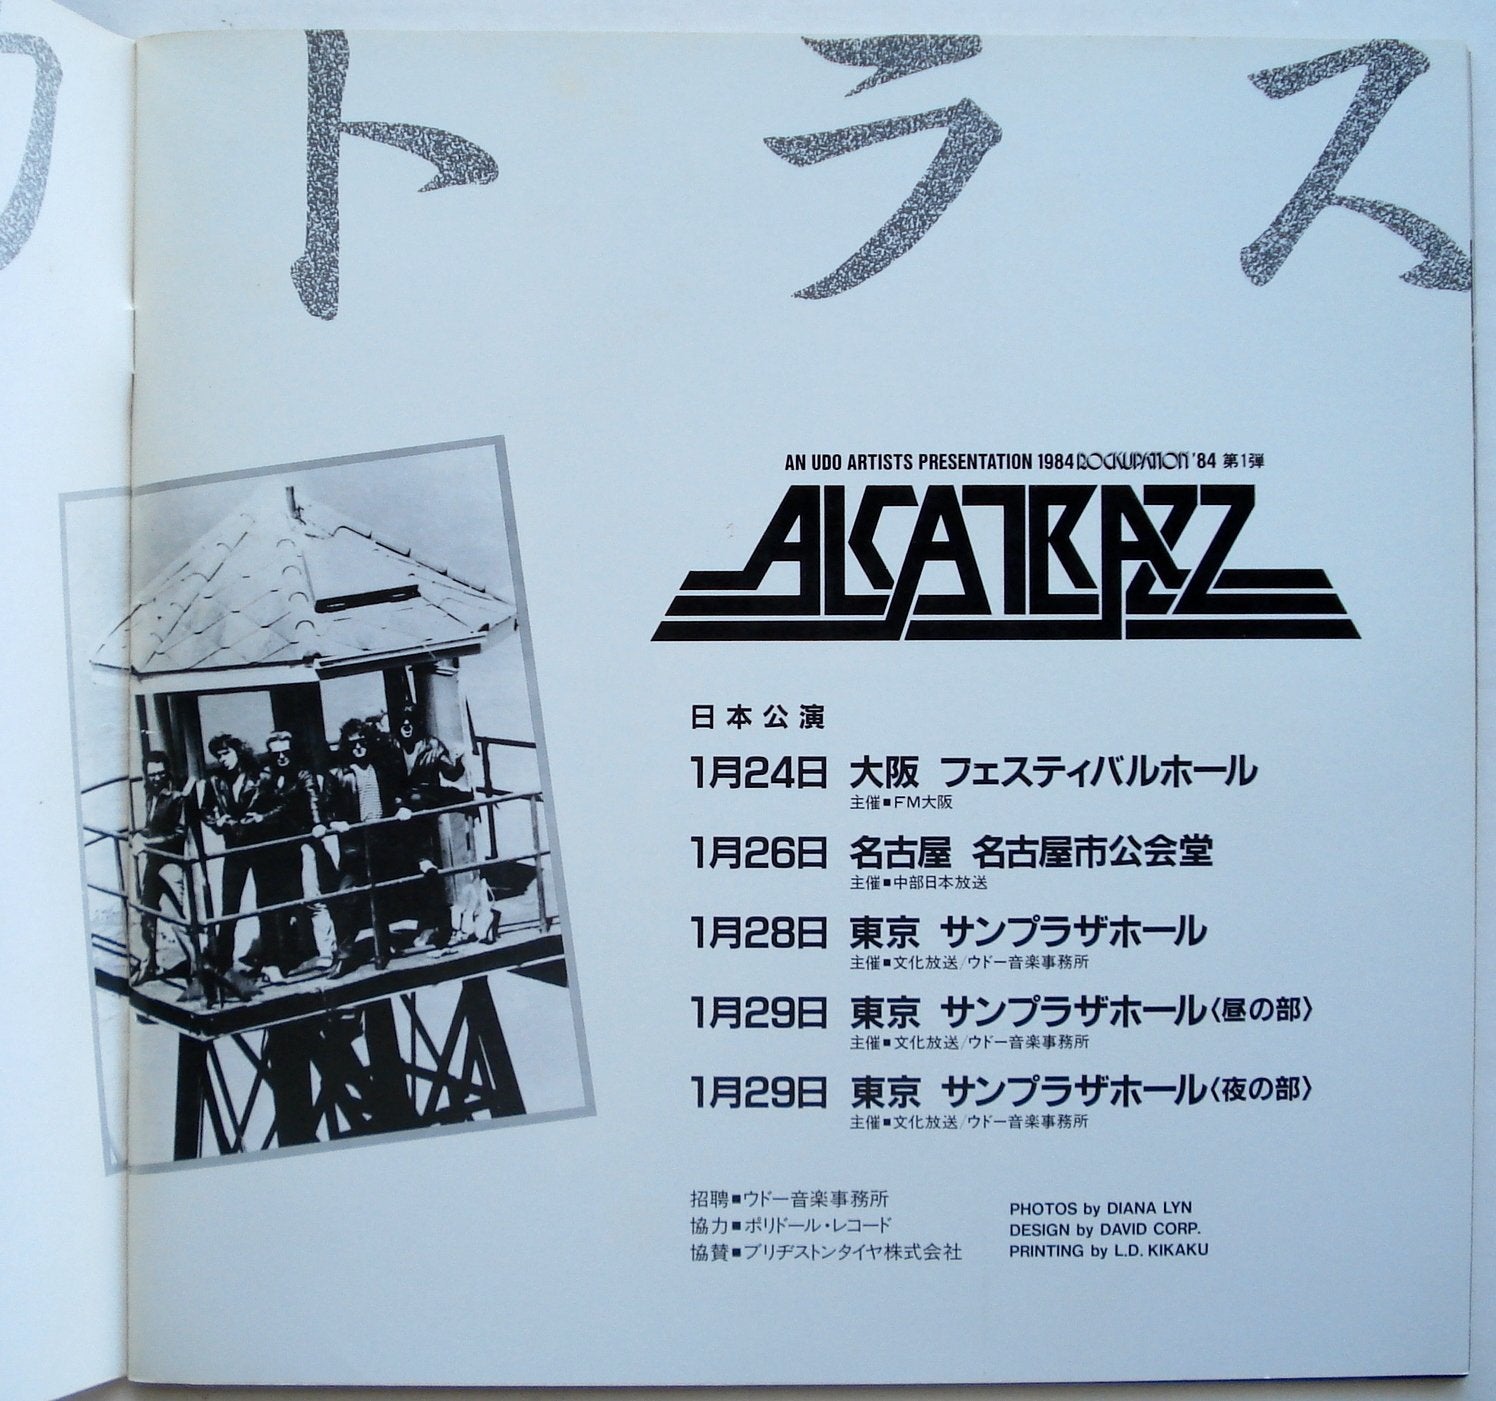 カトラス
AN UDO ARTISTS PRESENTATION 1984 ROCKUPATION '84 第1弾
ALCATRAZZ
日本公演
1月24日 大阪 フェスティバルホール
主催■FM大阪
1月26日 名古屋 名古屋市公会堂
主催■中部日本放送
1月28日 東京 サンプラザホール
主催■文化放送/ウドー音楽事務所
1月29日 東京 サンプラザホール〈昼の部〉
主催■文化放送/ウドー音楽事務所
1月29日 東京 サンプラザホール〈夜の部〉
主催■文化放送/ウドー音楽事務所
招聘■ウドー音楽事務所
協力■ポリドール・レコード
協賛■ブリヂストンタイヤ株式会社
PHOTOS by DIANA LYN
DESIGN by DAVID CORP.
PRINTING by L.D. KIKAKU